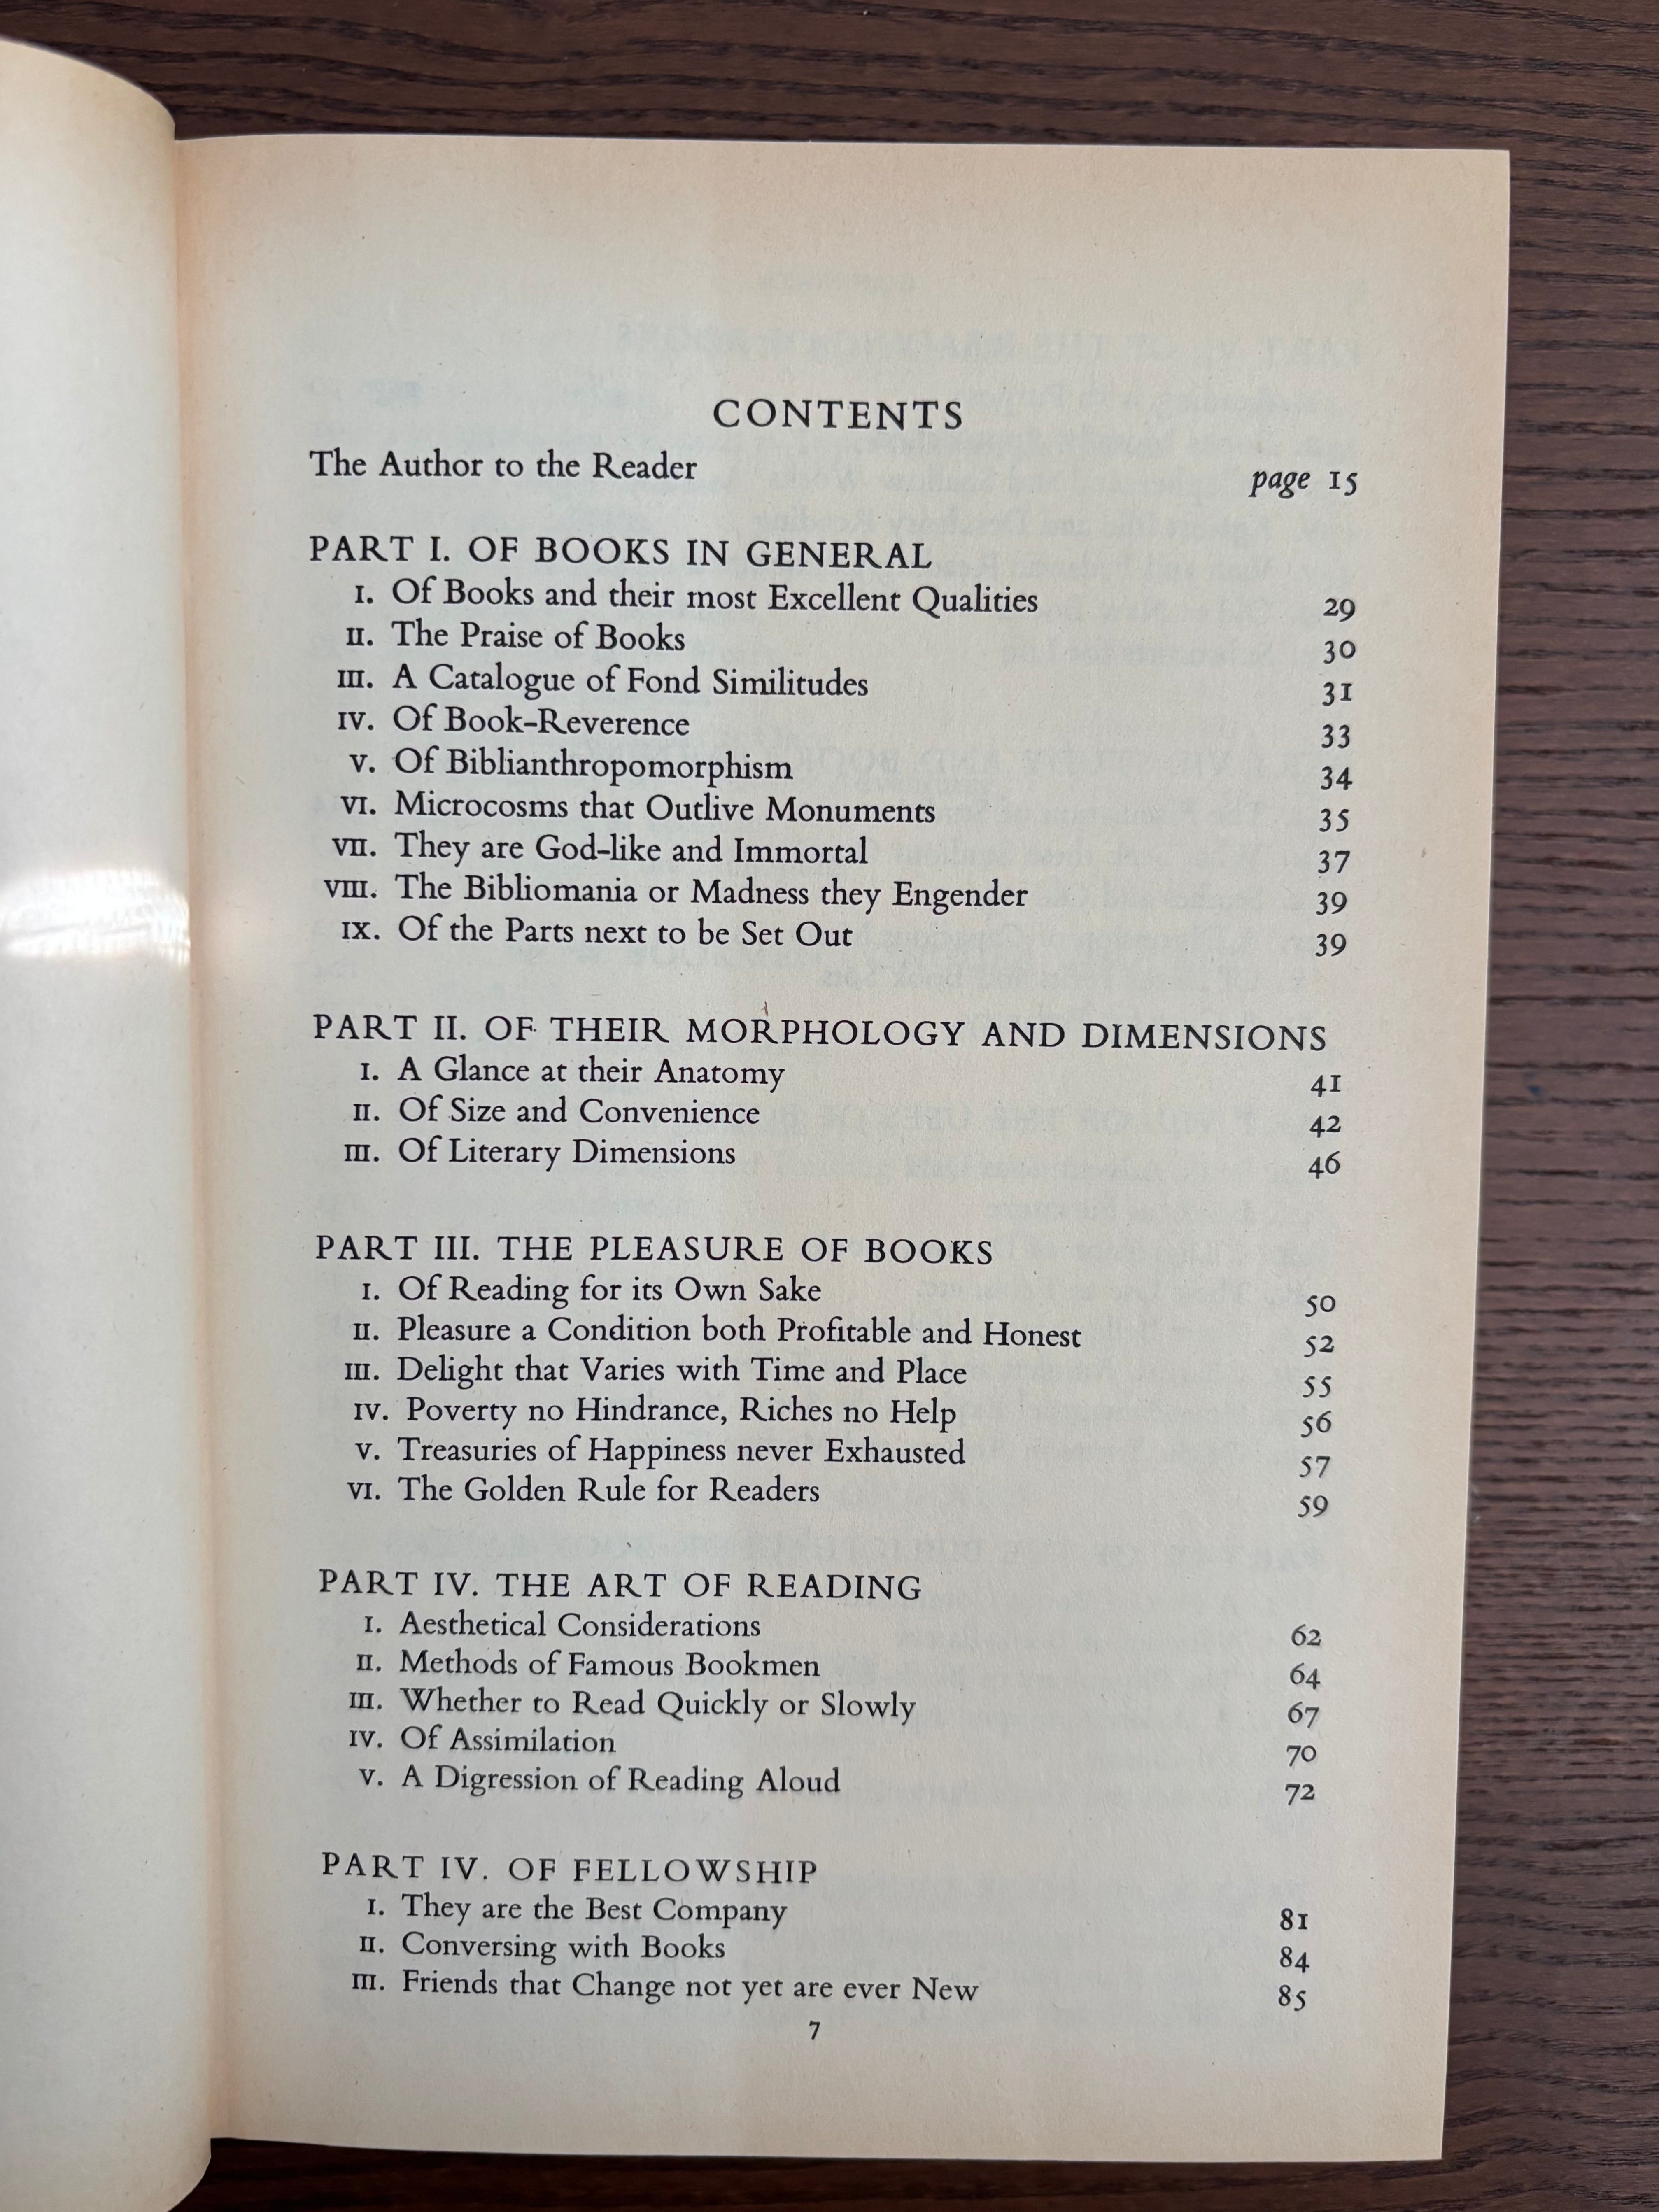 CONTENTS
The Author to the Reader page 15
PART I. OF BOOKS IN GENERAL
I. Of Books and their most Excellent Qualities 29
II. The Praise of Books 30
III. A Catalogue of Fond Similitudes 31
IV. Of Book-Reverence 33
V. Of Biblianthropomorphism 34
VI. Microcosms that Outlive Monuments 35
VII. They are God-like and Immortal 37
VIII. The Bibliomania or Madness they Engender 39
IX. Of the Parts next to be Set Out 39
PART II. OF THEIR MORPHOLOGY AND DIMENSIONS
I. A Glance at their Anatomy 41
II. Of Size and Convenience 42
III. Of Literary Dimensions 46
PART III. THE PLEASURE OF BOOKS
I. Of Reading for its Own Sake 50
II. Pleasure a Condition both Profitable and Honest 52
III. Delight that Varies with Time and Place 55
IV. Poverty no Hindrance, Riches no Help 56
V. Treasuries of Happiness never Exhausted 57
VI. The Golden Rule for Readers 59
PART IV. THE ART OF READING
I. Aesthetical Considerations 62
II. Methods of Famous Bookmen 64
III. Whether to Read Quickly or Slowly 67
IV. Of Assimilation 70
V. A Digression of Reading Aloud 72
PART IV. OF FELLOWSHIP
I. They are the Best Company 81
II. Conversing with Books 84
III. Friends that Change not yet are ever New 85
7